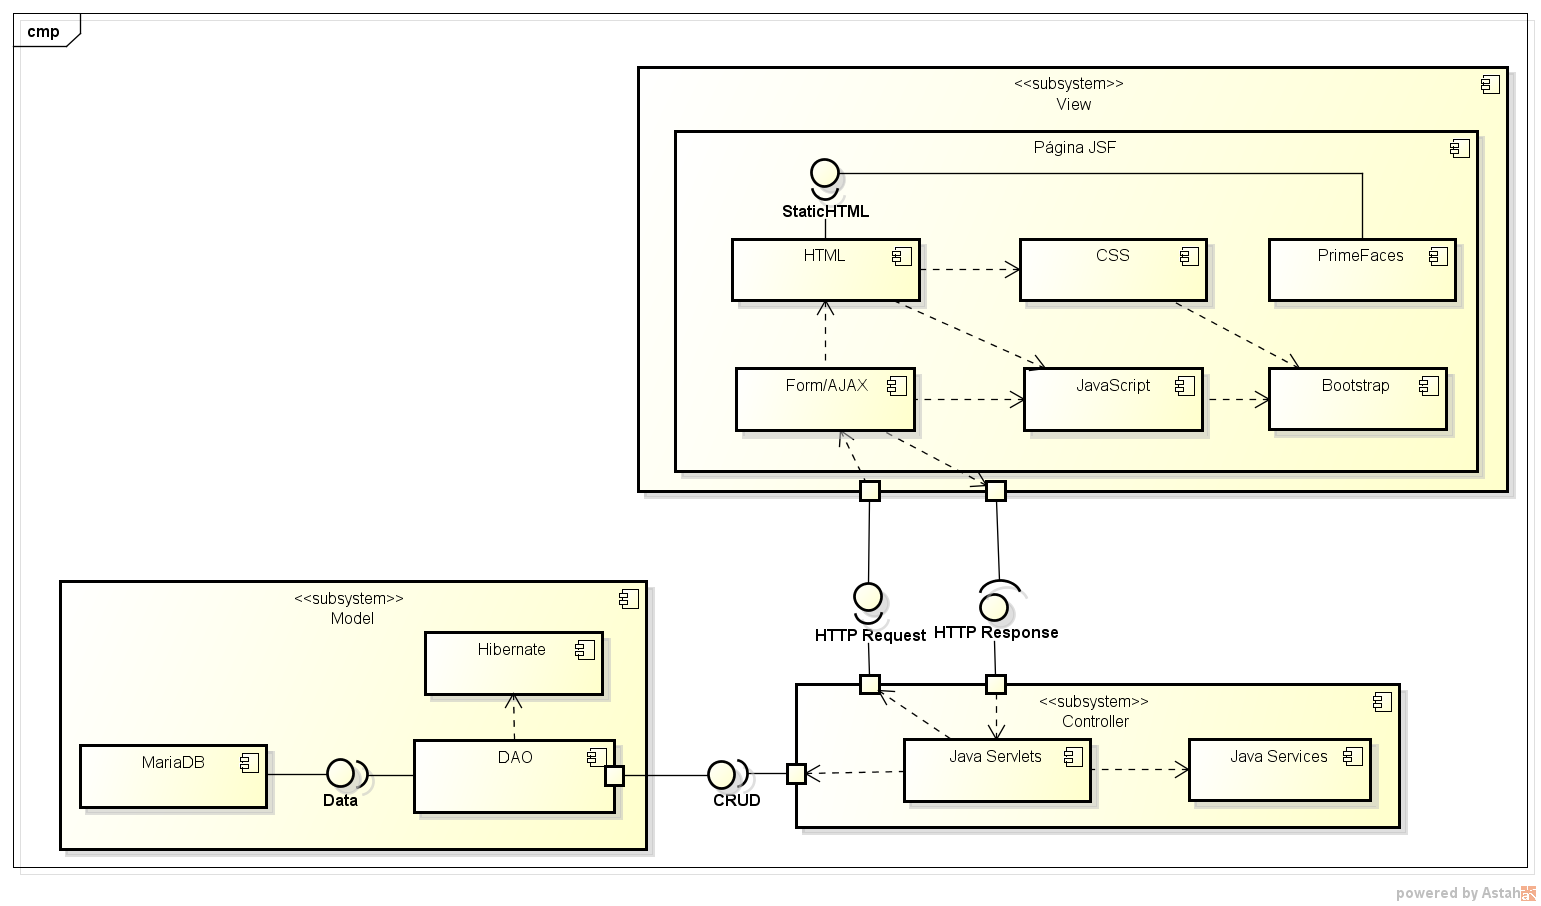 cmp
<<subsystem>>
View
Página JSF
StaticHTML
HTML
CSS
PrimeFaces
Form/AJAX
JavaScript
Bootstrap
HTTP Request
HTTP Response
<<subsystem>>
Model
Hibernate
MariaDB
DAO
Data
CRUD
<<subsystem>>
Controller
Java Servlets
Java Services
powered by Astah